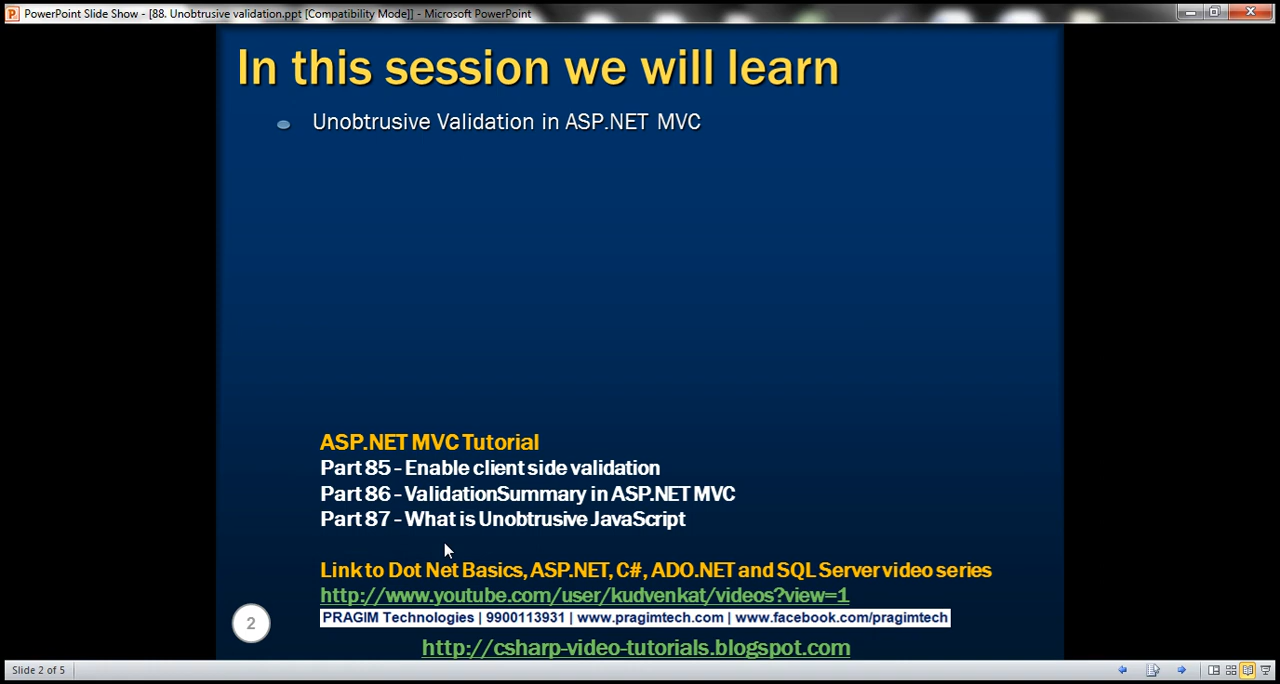 PowerPoint Slide Show - [88. Unobtrusive validation.ppt [Compatibility Mode]] - Microsoft PowerPoint
In this session we will learn
Unobtrusive Validation in ASP.NET MVC
ASP.NET MVC Tutorial
Part 85 - Enable client side validation
Part 86 - ValidationSummary in ASP.NET MVC
Part 87 - What is Unobtrusive JavaScript
Link to Dot Net Basics, ASP.NET, C#, ADO.NET and SQL Server video series
http://www.youtube.com/user/kudvenkat/videos?view=1
PRAGIM Technologies | 9900113931 | www.pragimtech.com | www.facebook.com/pragimtech
2
http://csharp-video-tutorials.blogspot.com
Slide 2 of 5